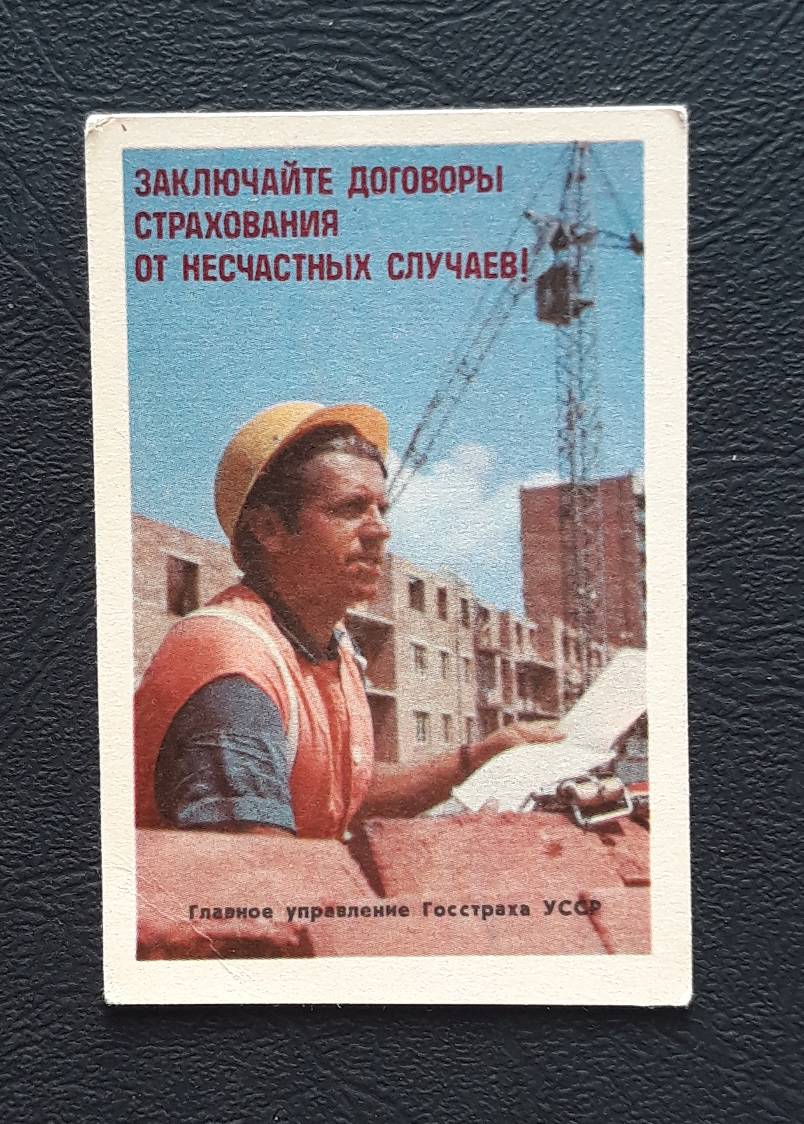 ЗАКЛЮЧАЙТЕ ДОГОВОРЫ
СТРАХОВАНИЯ
ОТ НЕСЧАСТНЫХ СЛУЧАЕВ!
Главное управление Госстраха УССР